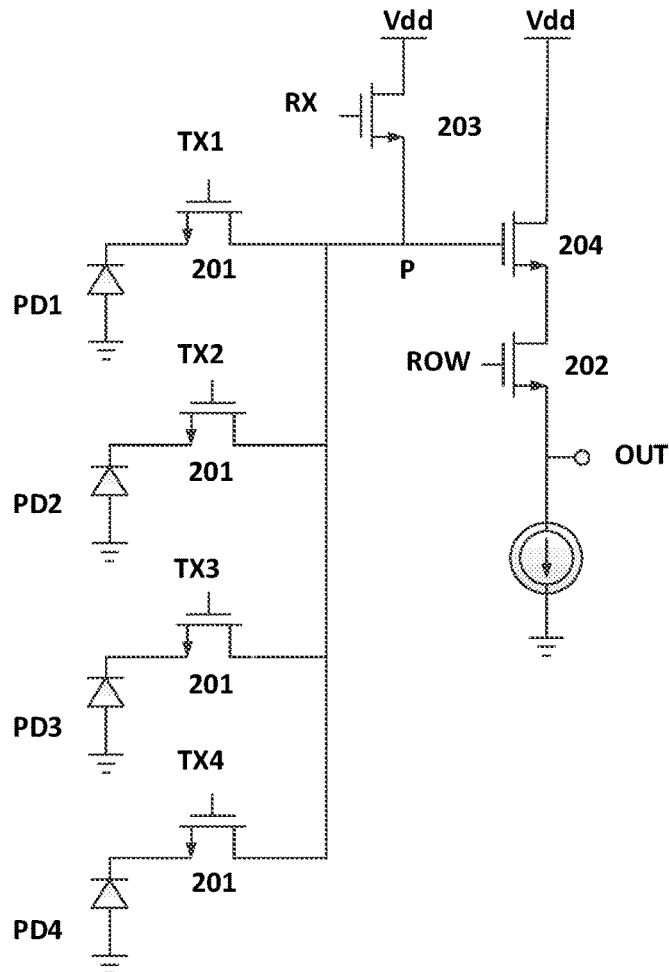 Vdd Vdd
RX
203
TX1
201
P
204
PD1
TX2
ROW
202
201
OUT
PD2
TX3
201
PD3
TX4
201
PD4